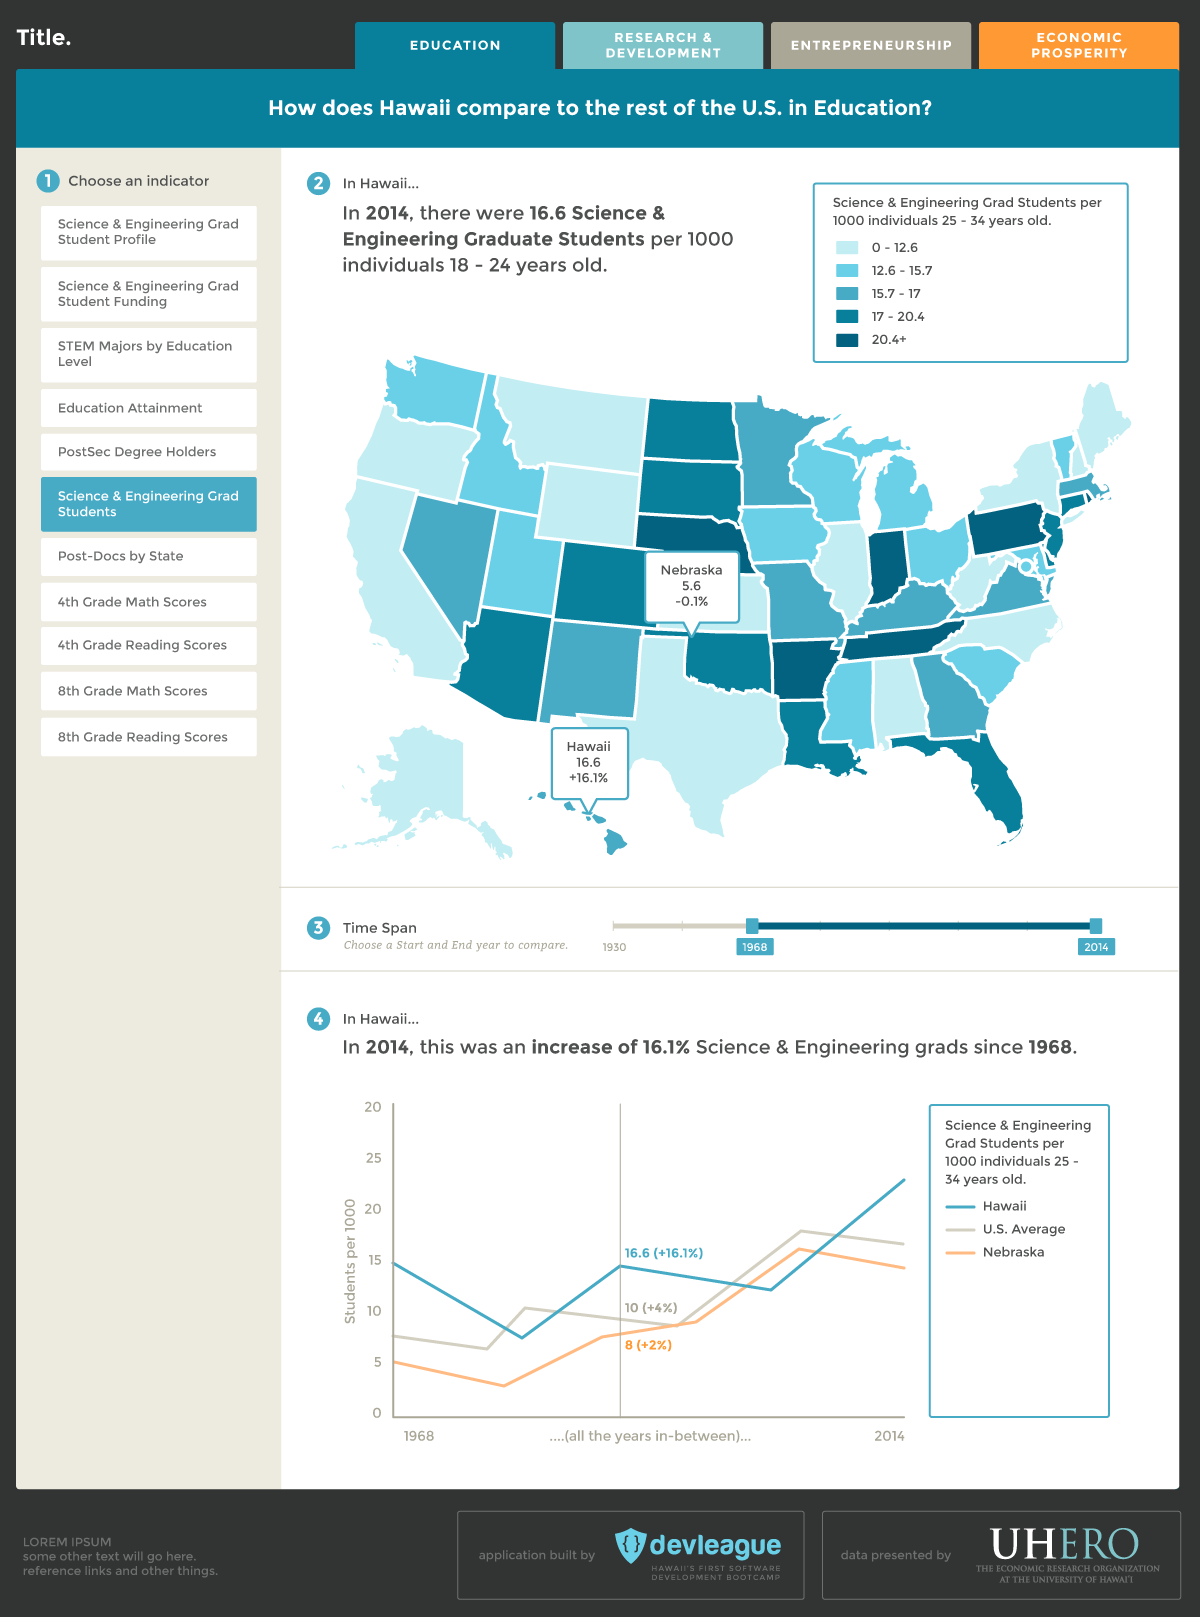 Title.
EDUCATION
RESEARCH &
DEVELOPMENT
ENTREPRENEURSHIP
ECONOMIC
PROSPERITY
How does Hawaii compare to the rest of the U.S. in Education?
1 Choose an indicator
Science & Engineering Grad
Student Profile
Science & Engineering Grad
Student Funding
STEM Majors by Education
Level
Education Attainment
PostSec Degree Holders
Science & Engineering Grad
Students
Post-Docs by State
4th Grade Math Scores
4th Grade Reading Scores
8th Grade Math Scores
8th Grade Reading Scores
2 In Hawaii...
In 2014, there were 16.6 Science &
Engineering Graduate Students per 1000
individuals 18 - 24 years old.
Science & Engineering Grad Students per
1000 individuals 25 - 34 years old.
0 - 12.6
12.6 - 15.7
15.7 - 17
17 - 20.4
20.4+
Nebraska
5.6
-0.1%
Hawaii
16.6
+16.1%
3 Time Span
Choose a Start and End year to compare.
1930
1968
2014
4 In Hawaii...
In 2014, this was an increase of 16.1% Science & Engineering grads since 1968.
Students per 1000
20
25
20
15
10
5
0
16.6 (+16.1%)
10 (+4%)
8 (+2%)
1968
....(all the years in-between)...
2014
Science & Engineering
Grad Students per
1000 individuals 25 -
34 years old.
Hawaii
U.S. Average
Nebraska
LOREM IPSUM
some other text will go here.
reference links and other things.
application built by
devleague
HAWAII'S FIRST SOFTWARE
DEVELOPMENT BOOTCAMP
data presented by
UHERO
THE ECONOMIC RESEARCH ORGANIZATION
AT THE UNIVERSITY OF HAWAI'I